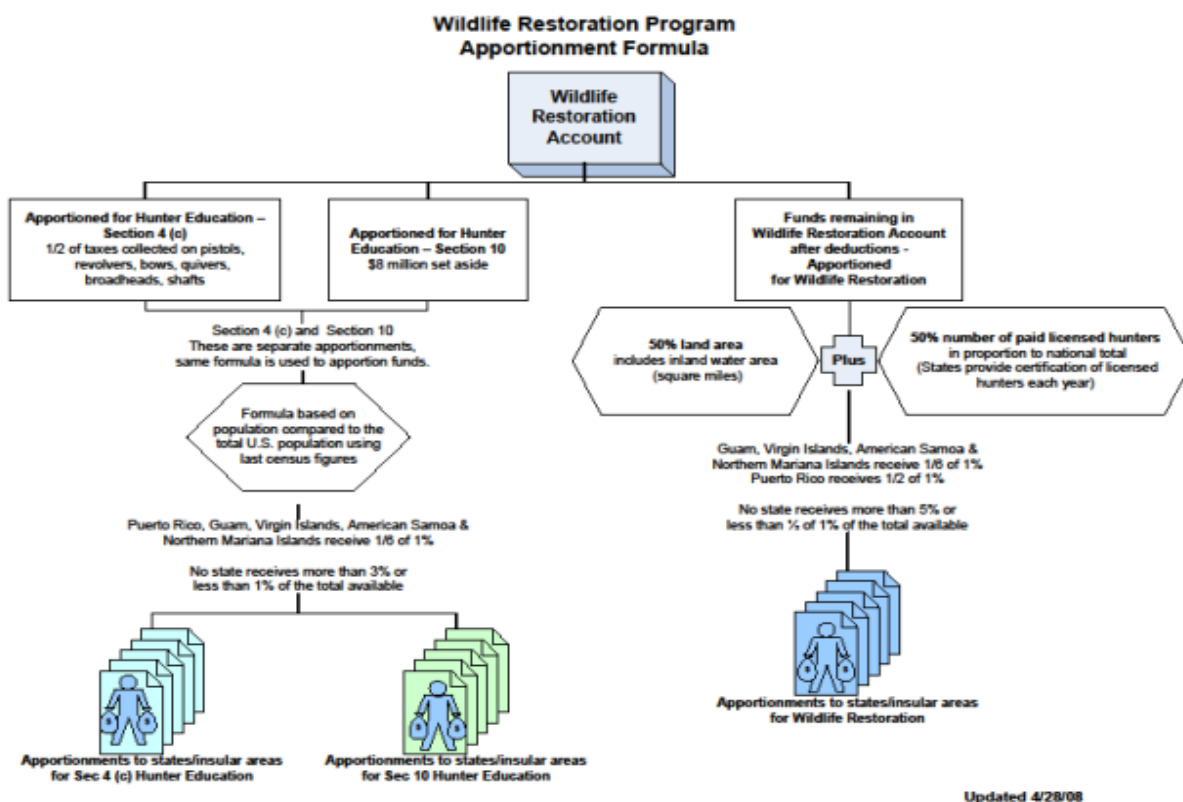 Wildlife Restoration Program
Apportionment Formula
Wildlife
Restoration
Account
Apportioned for Hunter Education –
Section 4 (c)
1/2 of taxes collected on pistols,
revolvers, bows, quivers,
broadheads, shafts
Apportioned for Hunter
Education – Section 10
$8 million set aside
Funds remaining in
Wildlife Restoration Account
after deductions -
Apportioned
for Wildlife Restoration
Section 4 (c) and Section 10
These are separate apportionments,
same formula is used to apportion funds.
50% land area
includes inland water area
(square miles)
Plus
50% number of paid licensed hunters
in proportion to national total
(States provide certification of licensed
hunters each year)
Formula based on
population compared to the
total U.S. population using
last census figures
Guam, Virgin Islands, American Samoa &
Northern Mariana Islands receive 1/6 of 1%
Puerto Rico receives 1/2 of 1%
No state receives more than 5% or
less than ½ of 1% of the total available
Puerto Rico, Guam, Virgin Islands, American Samoa &
Northern Mariana Islands receive 1/6 of 1%
No state receives more than 3% or
less than 1% of the total available
Apportionments to states/insular areas
for Wildlife Restoration
Apportionments to states/insular areas
for Sec 4 (c) Hunter Education
Apportionments to states/insular areas
for Sec 10 Hunter Education
Updated 4/28/08